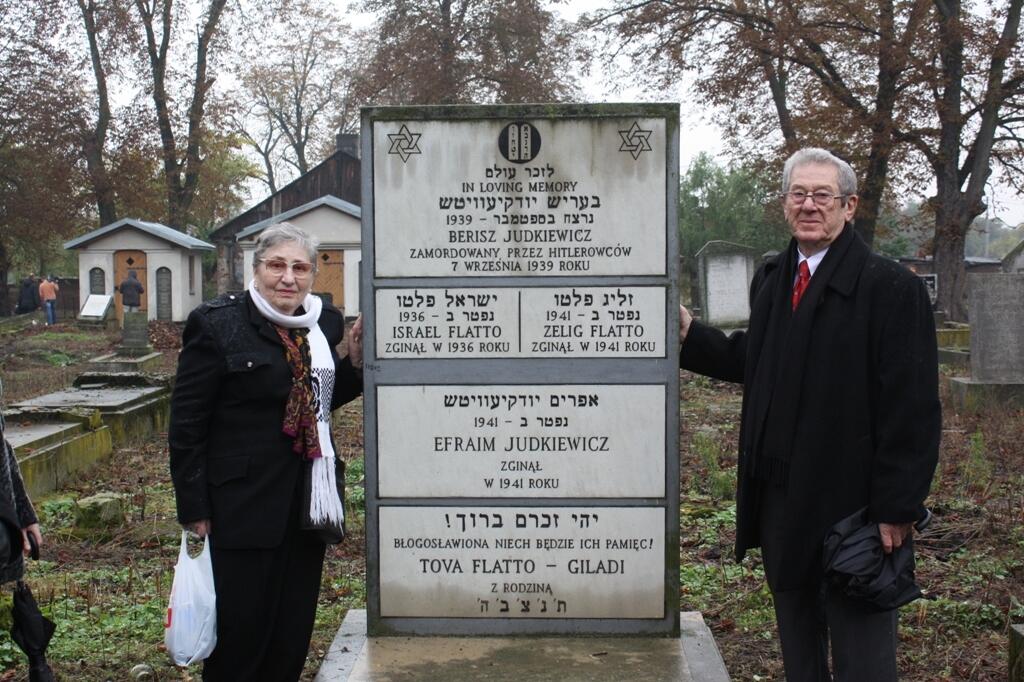 לזכר עולם
IN LOVING MEMORY
בעריש יודקיעוויטש
נרצח בספטמבר - 1939
BERISZ JUDKIEWICZ
ZAMORDOWANY PRZEZ HITLEROWCÓW
7 WRZEŚNIA 1939 ROKU
ישראל פלטו
נפטר ב - 1936
ISRAEL FLATTO
ZGINĄŁ W 1936 ROKU
זליג פלטו
נפטר ב - 1941
ZELIG FLATTO
ZGINĄŁ W 1941 ROKU
אפרים יודקיעוויטש
נפטר ב - 1941
EFRAIM JUDKIEWICZ
ZGINĄŁ
W 1941 ROKU
יהי זכרם ברוך!
BŁOGOSŁAWIONA NIECH BĘDZIE ICH PAMIĘĆ!
TOVA FLATTO – GILADI
Z RODZINĄ
ת' נ' צ' ב' ה'